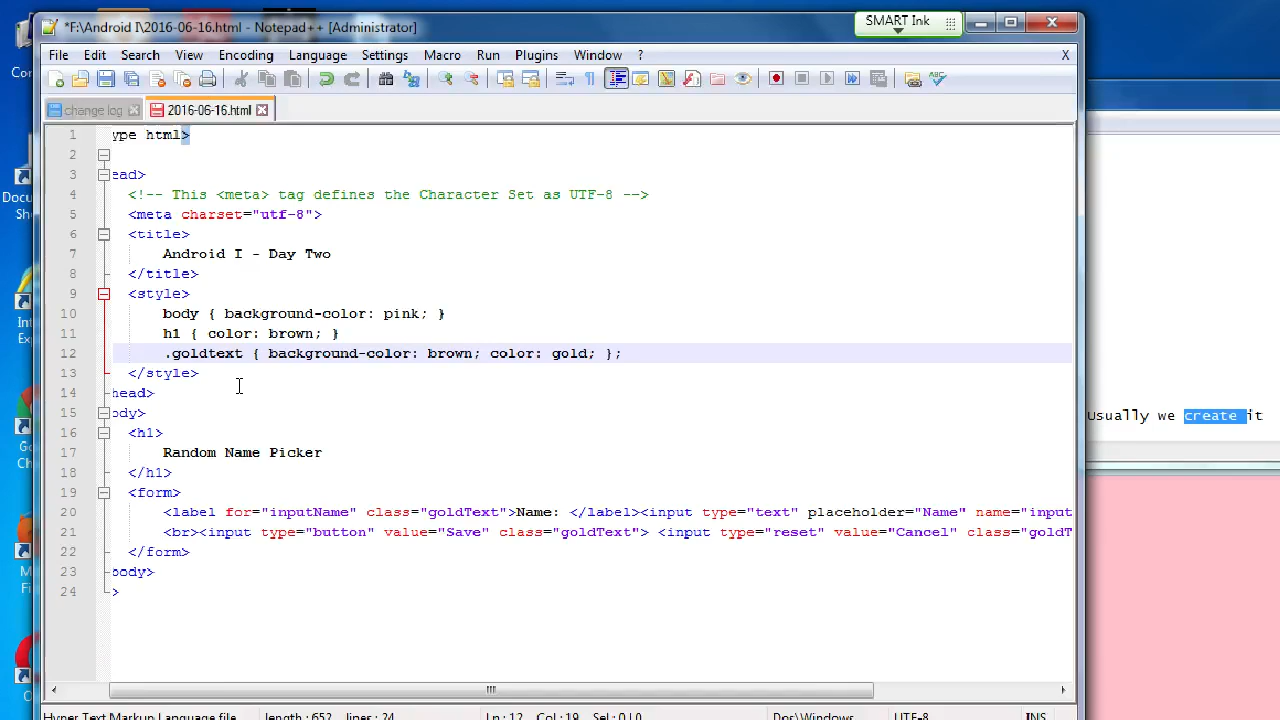 *F:\Android I\2016-06-16.html - Notepad++ [Administrator]
SMART Ink
File Edit Search View Encoding Language Settings Macro Run Plugins Window ? X
change log 2016-06-16.html
1 ype html>
2
3 ead>
4 <!-- This <meta> tag defines the Character Set as UTF-8 -->
5 <meta charset="utf-8">
6 <title>
7 Android I - Day Two
8 </title>
9 <style>
10 body { background-color: pink; }
11 h1 { color: brown; }
12 .goldtext { background-color: brown; color: gold; };
13 </style>
14 head>
15 ody>
16 <h1>
17 Random Name Picker
18 </h1>
19 <form>
20 <label for="inputName" class="goldText">Name: </label><input type="text" placeholder="Name" name="input
21 <br><input type="button" value="Save" class="goldText"> <input type="reset" value="Cancel" class="goldT
22 </form>
23 body>
24 >
Usually we create it
Hyper Text Markup Language file length : 652 lines : 24 Ln : 12 Col : 19 Sel : 0 | 0 Dos\Windows UTF-8 INS